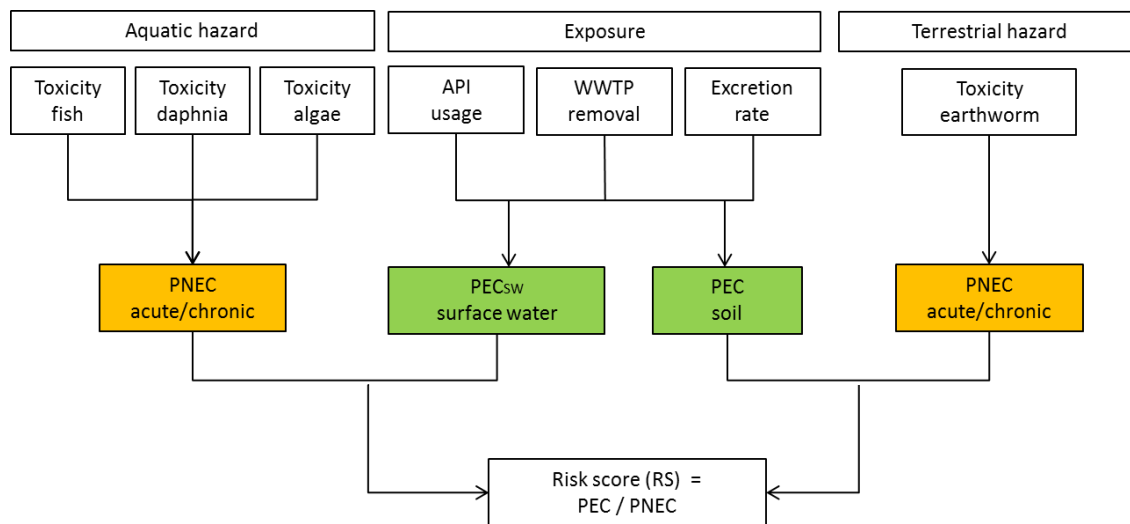 Aquatic hazard
Exposure
Terrestrial hazard
Toxicity
fish
Toxicity
daphnia
Toxicity
algae
API
usage
WWTP
removal
Excretion
rate
Toxicity
earthworm
PNEC
acute/chronic
PECsw
surface water
PEC
soil
PNEC
acute/chronic
Risk score (RS) =
PEC / PNEC